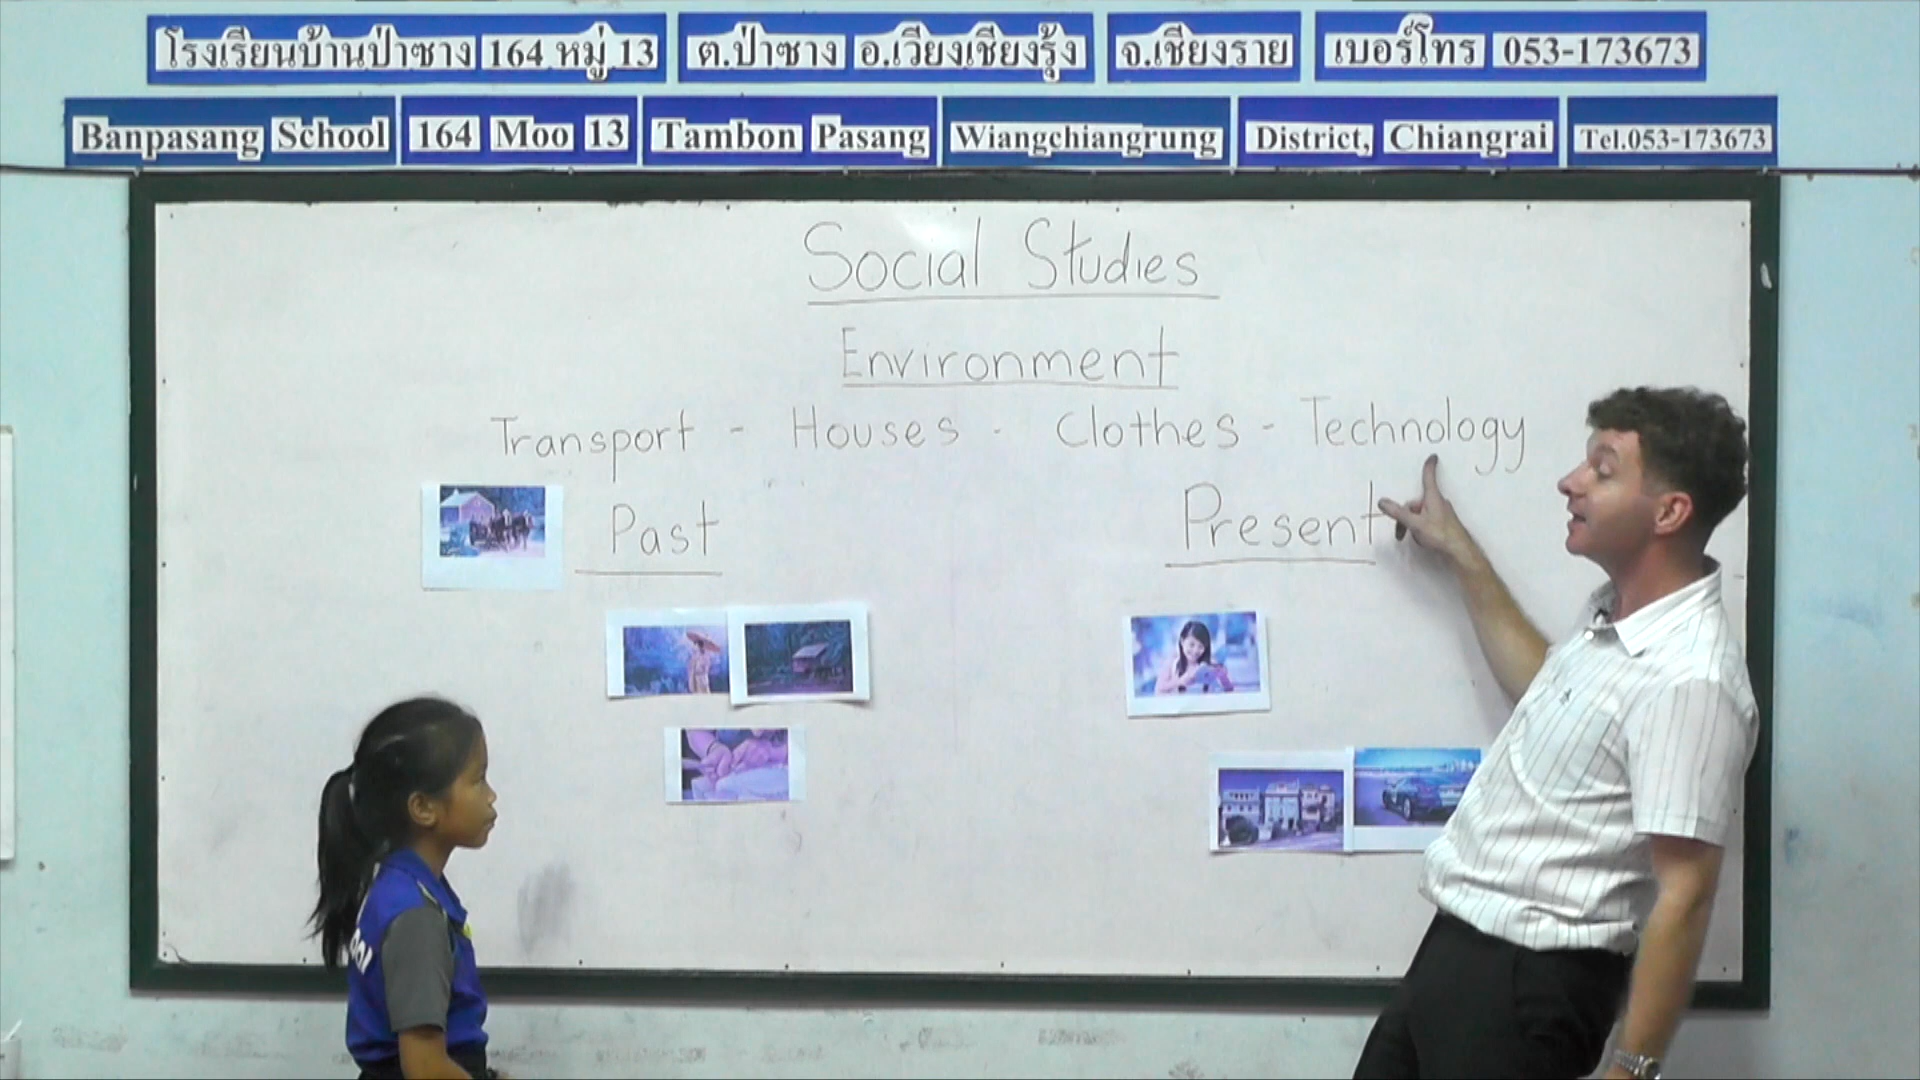 โรงเรียนบ้านป่าซาง 164 หมู่ 13 ต.ป่าซาง อ.เวียงเชียงรุ้ง จ.เชียงราย เบอร์โทร 053-173673
Banpasang School 164 Moo 13 Tambon Pasang Wiangchiangrung District, Chiangrai Tel.053-173673
Social Studies
Environment
Transport - Houses - Clothes - Technology
Past Present